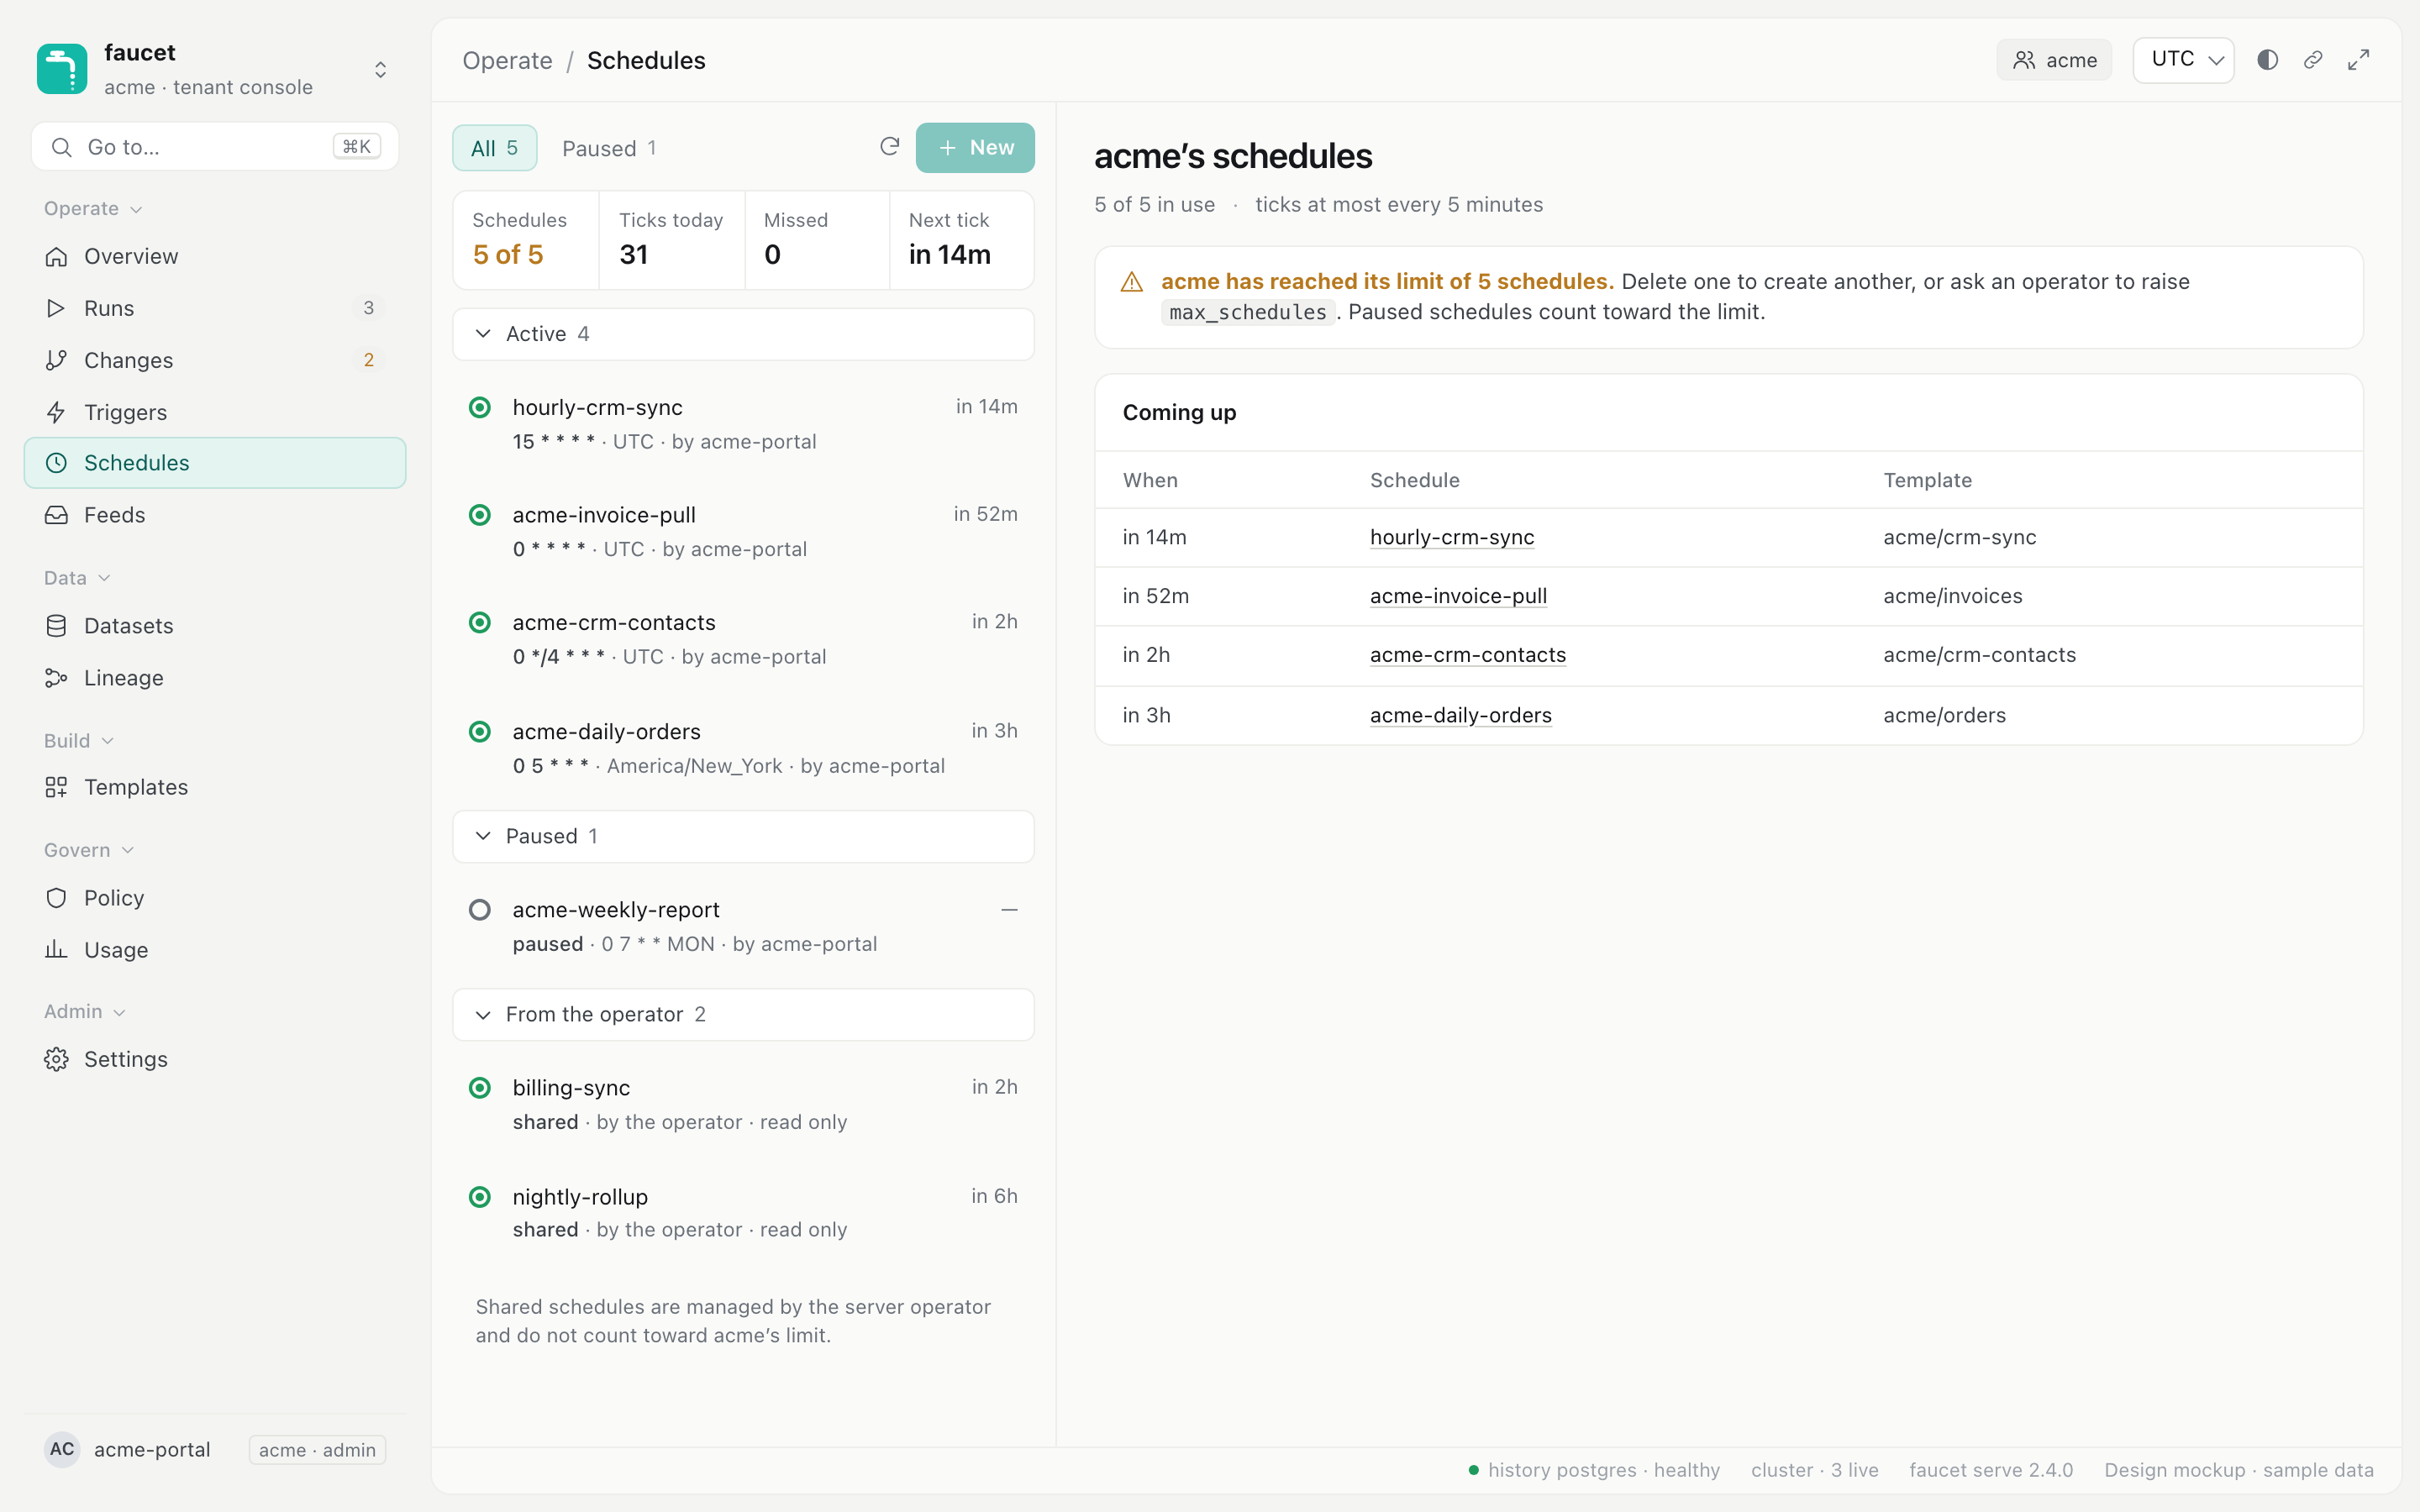 faucet
acme · tenant console
Go to...
⌘K
Operate
Overview
Runs 3
Changes 2
Triggers
Schedules
Feeds
Data
Datasets
Lineage
Build
Templates
Govern
Policy
Usage
Admin
Settings
AC acme-portal acme · admin
Operate / Schedules
acme
UTC
All 5 Paused 1
+ New
Schedules
5 of 5
Ticks today
31
Missed
0
Next tick
in 14m
Active 4
hourly-crm-sync in 14m
15 * * * * · UTC · by acme-portal
acme-invoice-pull in 52m
0 * * * * · UTC · by acme-portal
acme-crm-contacts in 2h
0 */4 * * * · UTC · by acme-portal
acme-daily-orders in 3h
0 5 * * * · America/New_York · by acme-portal
Paused 1
acme-weekly-report —
paused · 0 7 * * MON · by acme-portal
From the operator 2
billing-sync in 2h
shared · by the operator · read only
nightly-rollup in 6h
shared · by the operator · read only
Shared schedules are managed by the server operator
and do not count toward acme’s limit.
acme’s schedules
5 of 5 in use · ticks at most every 5 minutes
acme has reached its limit of 5 schedules. Delete one to create another, or ask an operator to raise
max_schedules. Paused schedules count toward the limit.
Coming up
When Schedule Template
in 14m hourly-crm-sync acme/crm-sync
in 52m acme-invoice-pull acme/invoices
in 2h acme-crm-contacts acme/crm-contacts
in 3h acme-daily-orders acme/orders
history postgres · healthy cluster · 3 live faucet serve 2.4.0 Design mockup · sample data